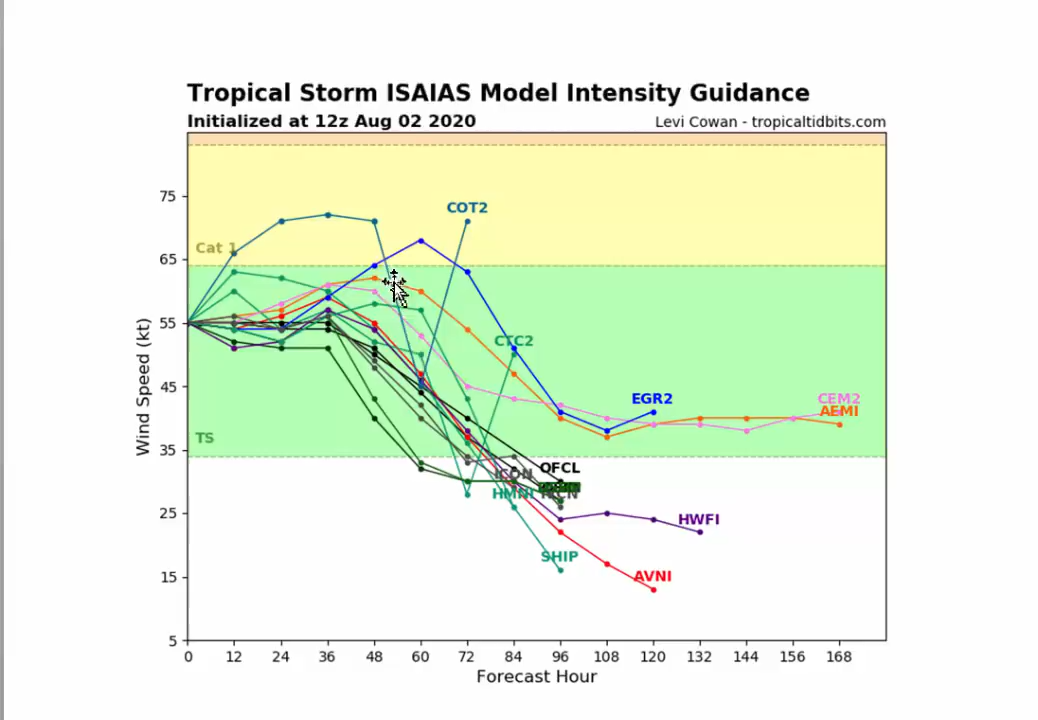 Tropical Storm ISAIAS Model Intensity Guidance
Initialized at 12z Aug 02 2020 Levi Cowan - tropicaltidbits.com
75
COT2
Cat 1
65
55
CTC2
45
EGR2
CEM2
AEMI
TS
35
OFCL
ICON
HMNI
25
HWFI
SHIP
15
AVNI
5
0 12 24 36 48 60 72 84 96 108 120 132 144 156 168
Wind Speed (kt)
Forecast Hour